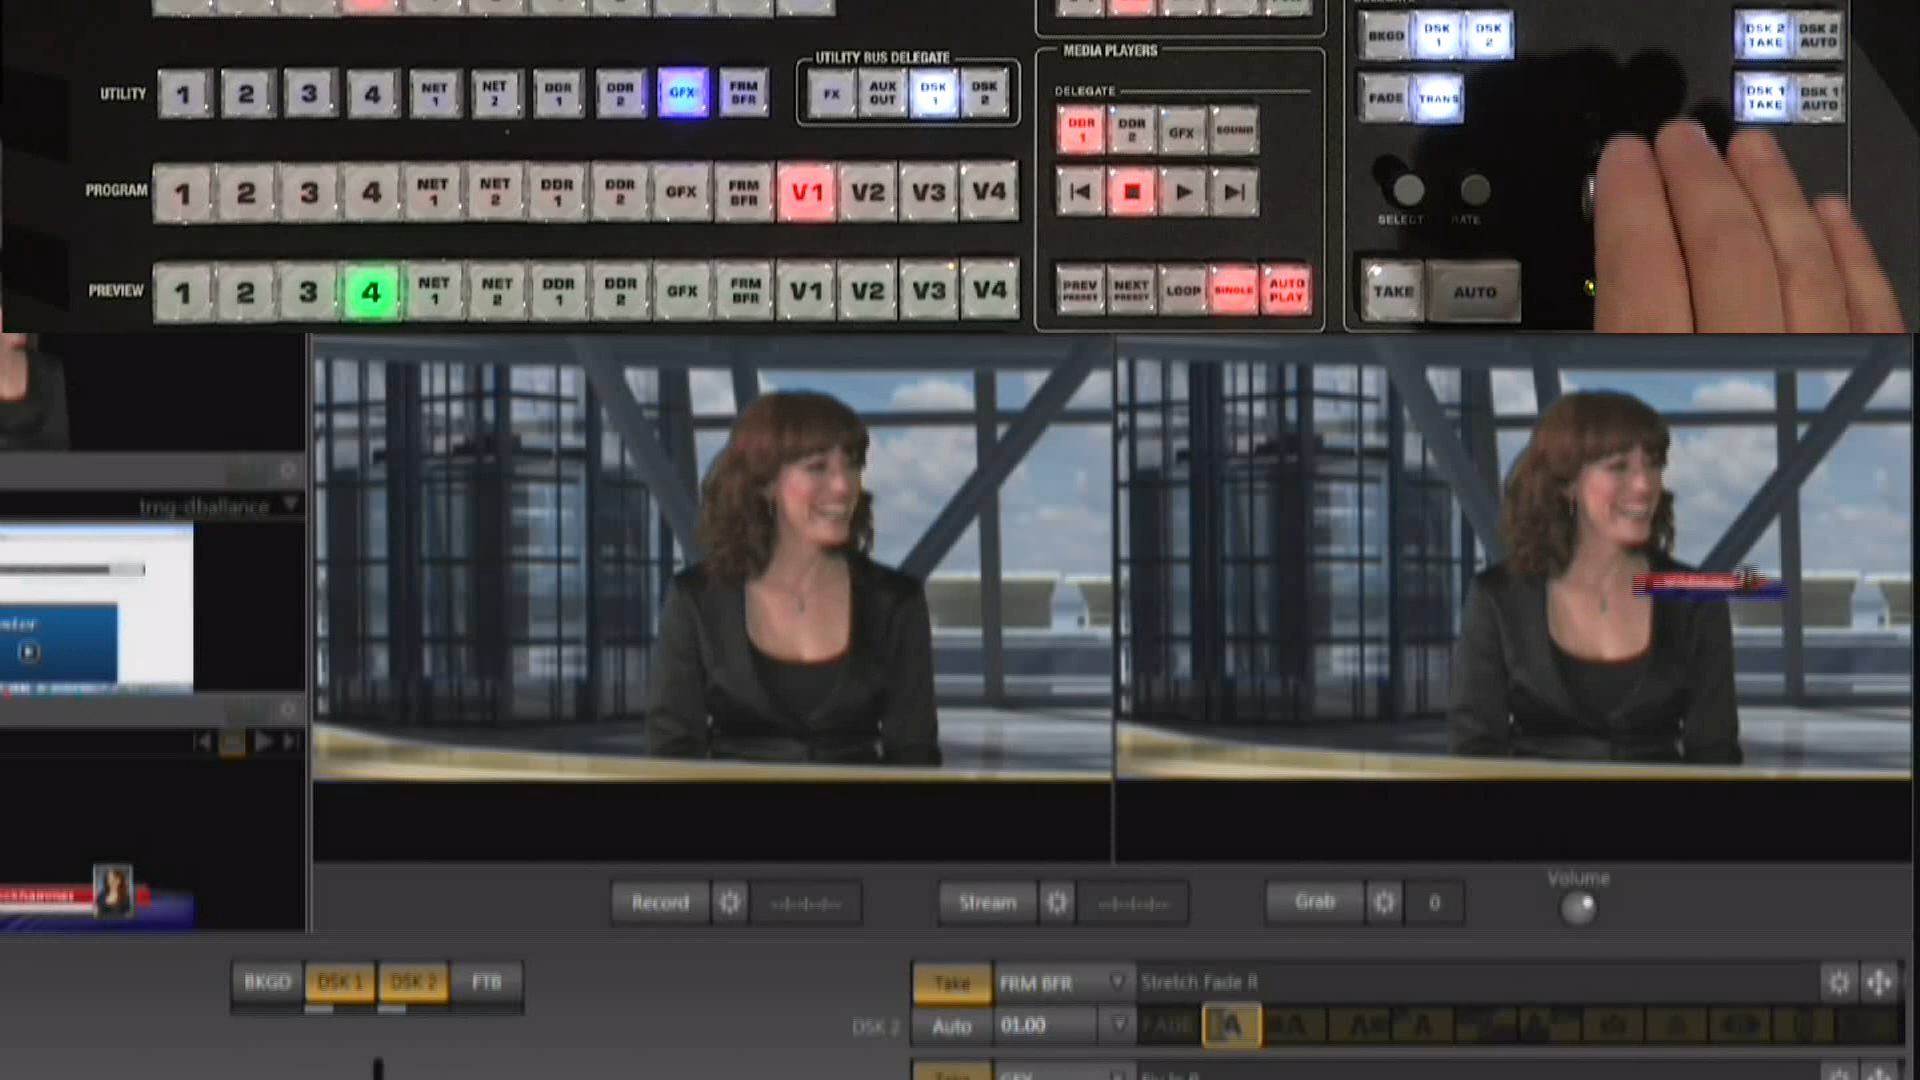 UTILITY BUS DELEGATE
UTILITY 1 2 3 4 NET 1 NET 2 DDR 1 DDR 2 GFX FRM BFR FX AUX OUT DSK 1 DSK 2
PROGRAM 1 2 3 4 NET 1 NET 2 DDR 1 DDR 2 GFX FRM BFR V1 V2 V3 V4
PREVIEW 1 2 3 4 NET 1 NET 2 DDR 1 DDR 2 GFX FRM BFR V1 V2 V3 V4
MEDIA PLAYERS
DELEGATE
DDR 1 DDR 2 GFX SOUND
PREV PRESET NEXT PRESET LOOP SINGLE AUTO PLAY
BKGD DSK 1 DSK 2 DSK 2 TAKE DSK 2 AUTO
FADE TRANS DSK 1 TAKE DSK 1 AUTO
SELECT RATE
TAKE AUTO
trng-dballance
Volume
Record Stream Grab 0
BKGD DSK 1 DSK 2 FTB
Take FRM BFR Stretch Fade R
DSK 2 Auto 01.00 FADE